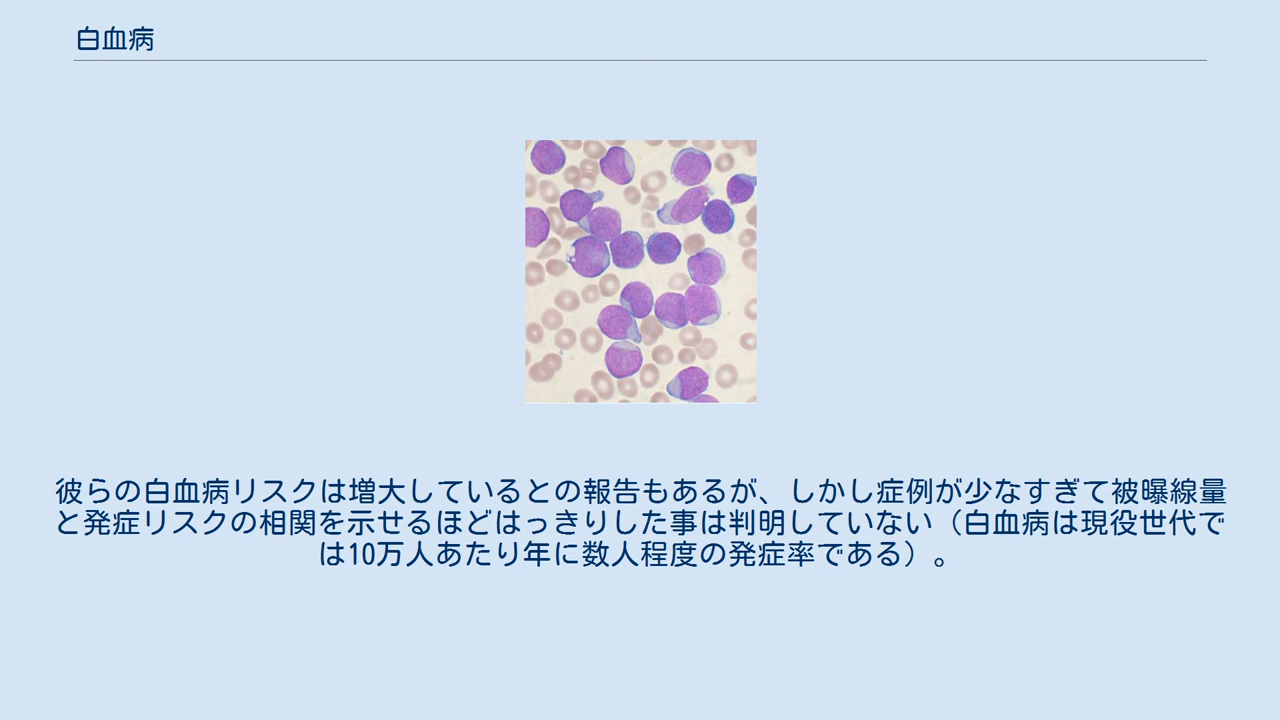 白血病
彼らの白血病リスクは増大しているとの報告もあるが、しかし症例が少なすぎて被曝線量
と発症リスクの相関を示せるほどはっきりした事は判明していない（白血病は現役世代で
は10万人あたり年に数人程度の発症率である）。